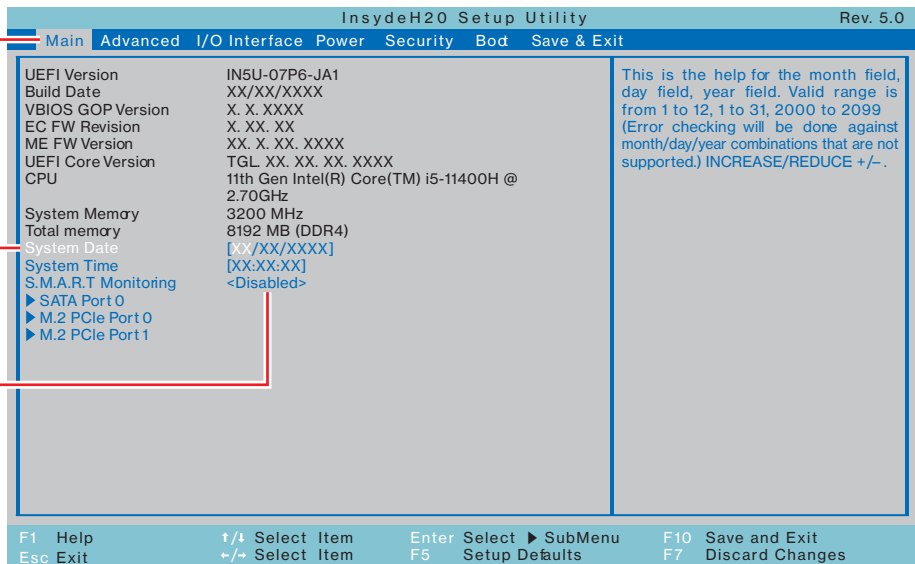 InsydeH20 Setup Utility Rev. 5.0
Main Advanced I/O Interface Power Security Boot Save & Exit
UEFI Version IN5U-07P6-JA1
Build Date XX/XX/XXXX
VBIOS GOP Version X. X. XXXX
EC FW Revision X. XX. XX
ME FW Version XX. X. XX. XXXX
UEFI Core Version TGL. XX. XX. XX. XXXX
CPU 11th Gen Intel(R) Core(TM) i5-11400H @
2.70GHz
System Memory 3200 MHz
Total memory 8192 MB (DDR4)
System Date [XX/XX/XXXX]
System Time [XX:XX:XX]
S.M.A.R.T Monitoring <Disabled>
▶ SATA Port 0
▶ M.2 PCIe Port 0
▶ M.2 PCIe Port 1
This is the help for the month field,
day field, year field. Valid range is
from 1 to 12, 1 to 31, 2000 to 2099
(Error checking will be done against
month/day/year combinations that are not
supported.) INCREASE/REDUCE +/–.
F1 Help ↑/↓ Select Item Enter Select ▶ SubMenu F10 Save and Exit
Esc Exit ←/→ Select Item F5 Setup Defaults F7 Discard Changes